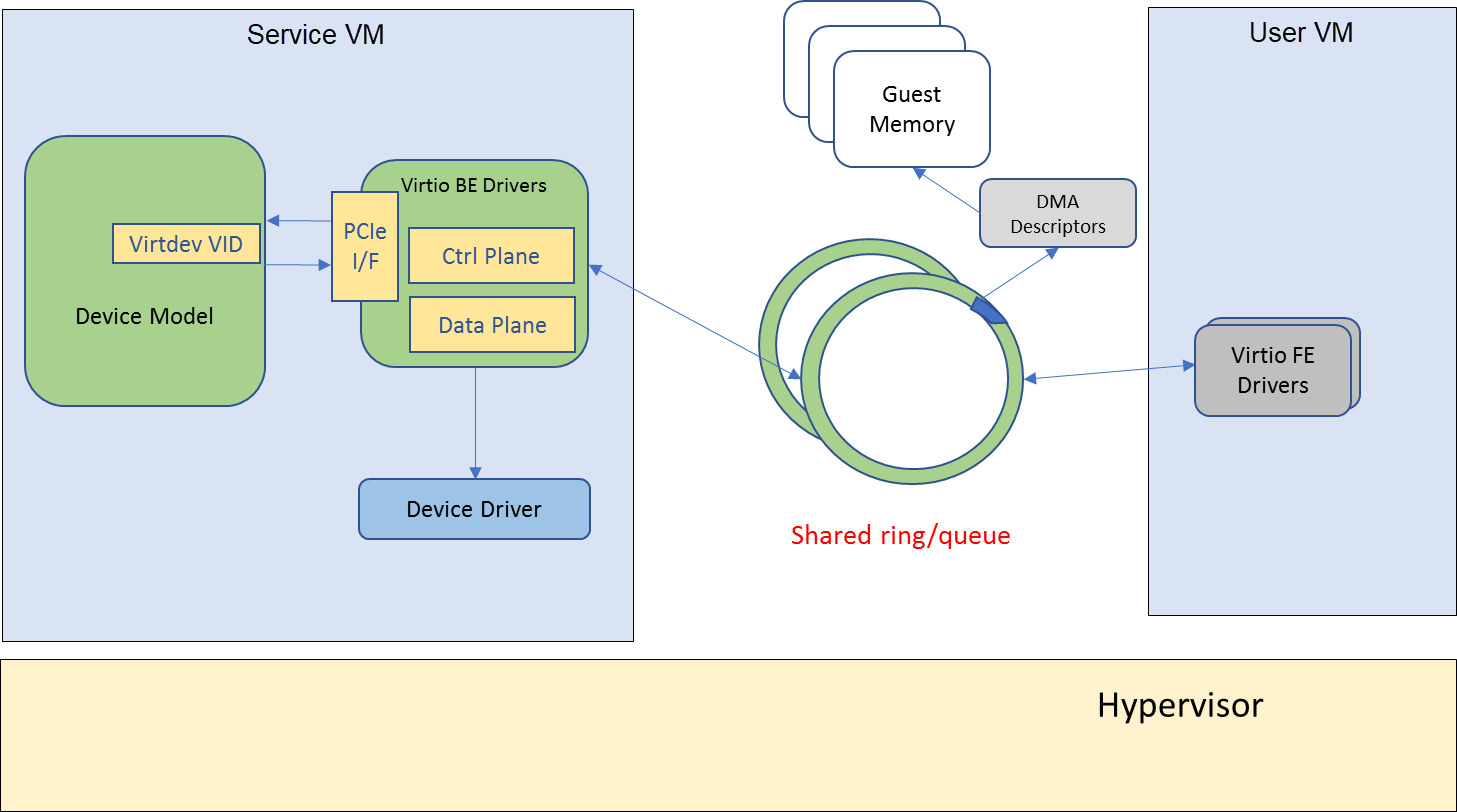 Service VM
User VM
Guest
Memory
Virtio BE Drivers
DMA
Descriptors
PCIe
I/F
Virtdev VID
Ctrl Plane
Device Model
Data Plane
Virtio FE
Drivers
Device Driver
Shared ring/queue
Hypervisor